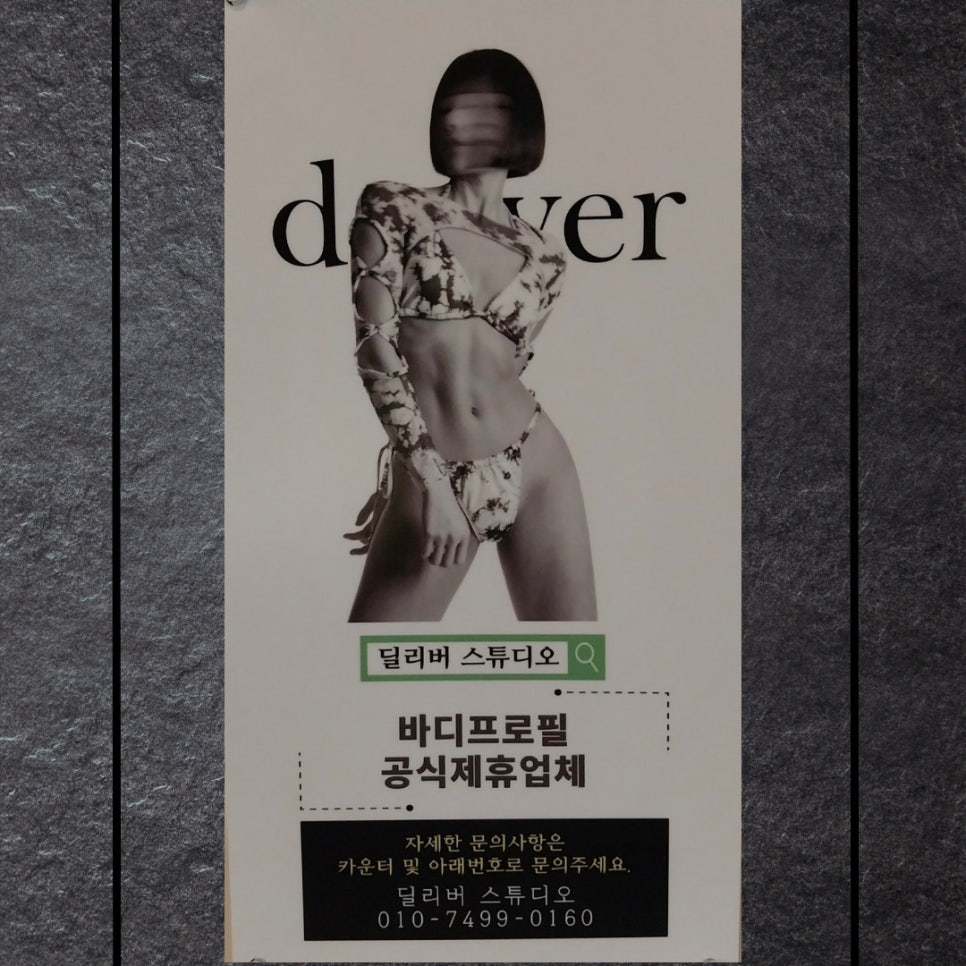 d ver
딜리버 스튜디오
바디프로필
공식제휴업체
자세한 문의사항은
카운터 및 아래번호로 문의주세요.
딜리버 스튜디오
010-7499-0160